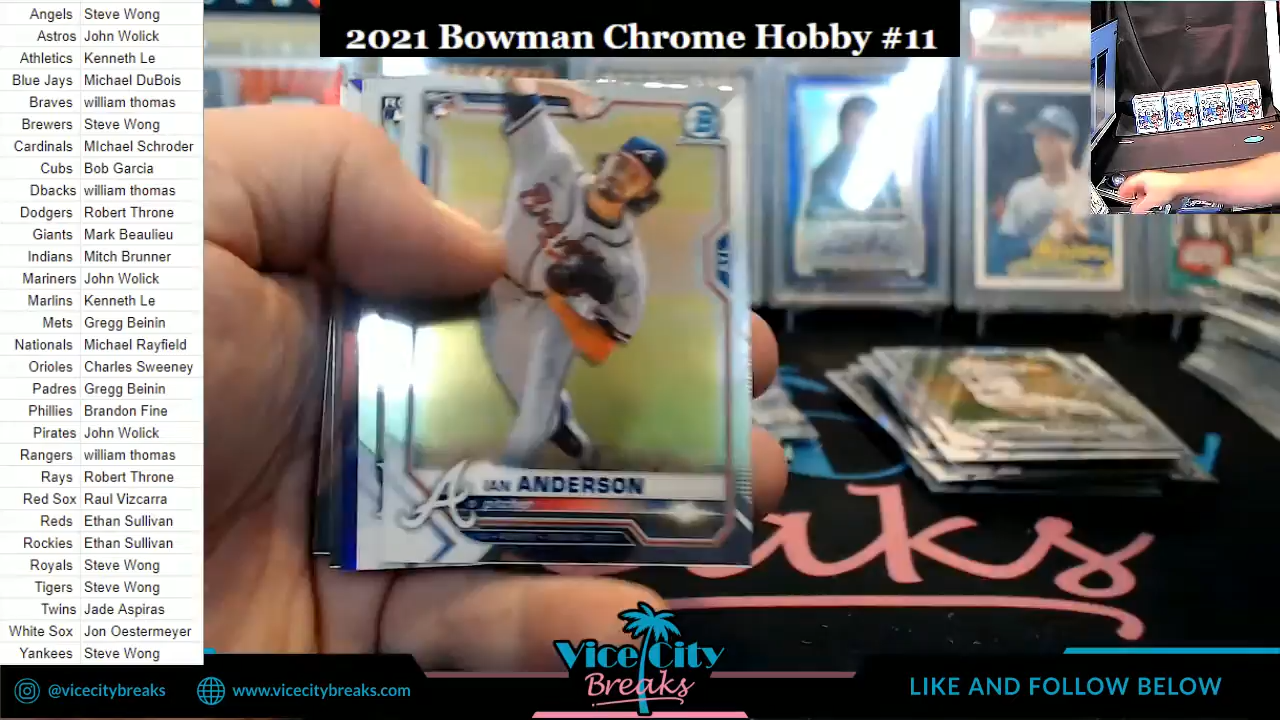 2021 Bowman Chrome Hobby #11
Angels Steve Wong
Astros John Wolick
Athletics Kenneth Le
Blue Jays Michael DuBois
Braves william thomas
Brewers Steve Wong
Cardinals MIchael Schroder
Cubs Bob Garcia
Dbacks william thomas
Dodgers Robert Throne
Giants Mark Beaulieu
Indians Mitch Brunner
Mariners John Wolick
Marlins Kenneth Le
Mets Gregg Beinin
Nationals Michael Rayfield
Orioles Charles Sweeney
Padres Gregg Beinin
Phillies Brandon Fine
Pirates John Wolick
Rangers william thomas
Rays Robert Throne
Red Sox Raul Vizcarra
Reds Ethan Sullivan
Rockies Ethan Sullivan
Royals Steve Wong
Tigers Steve Wong
Twins Jade Aspiras
White Sox Jon Oestermeyer
Yankees Steve Wong
B
IAN ANDERSON
A pitcher
aks
Vice City
Breaks
@vicecitybreaks
www.vicecitybreaks.com
LIKE AND FOLLOW BELOW